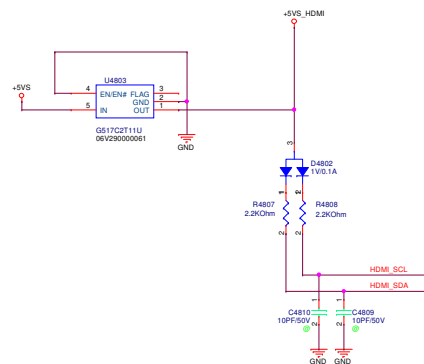 +5VS_HDMI
U4803
+5VS
4 EN/EN# FLAG 3
GND 2
5 IN OUT 1
G517C2T11U
06V290000061
GND
3
D4802
1V/0.1A
1 2
R4807 R4808
2.2KOhm 2.2KOhm
2 2
HDMI_SCL
HDMI_SDA
1 1
C4810 C4809
10PF/50V 10PF/50V
2 2
@ @
GND GND